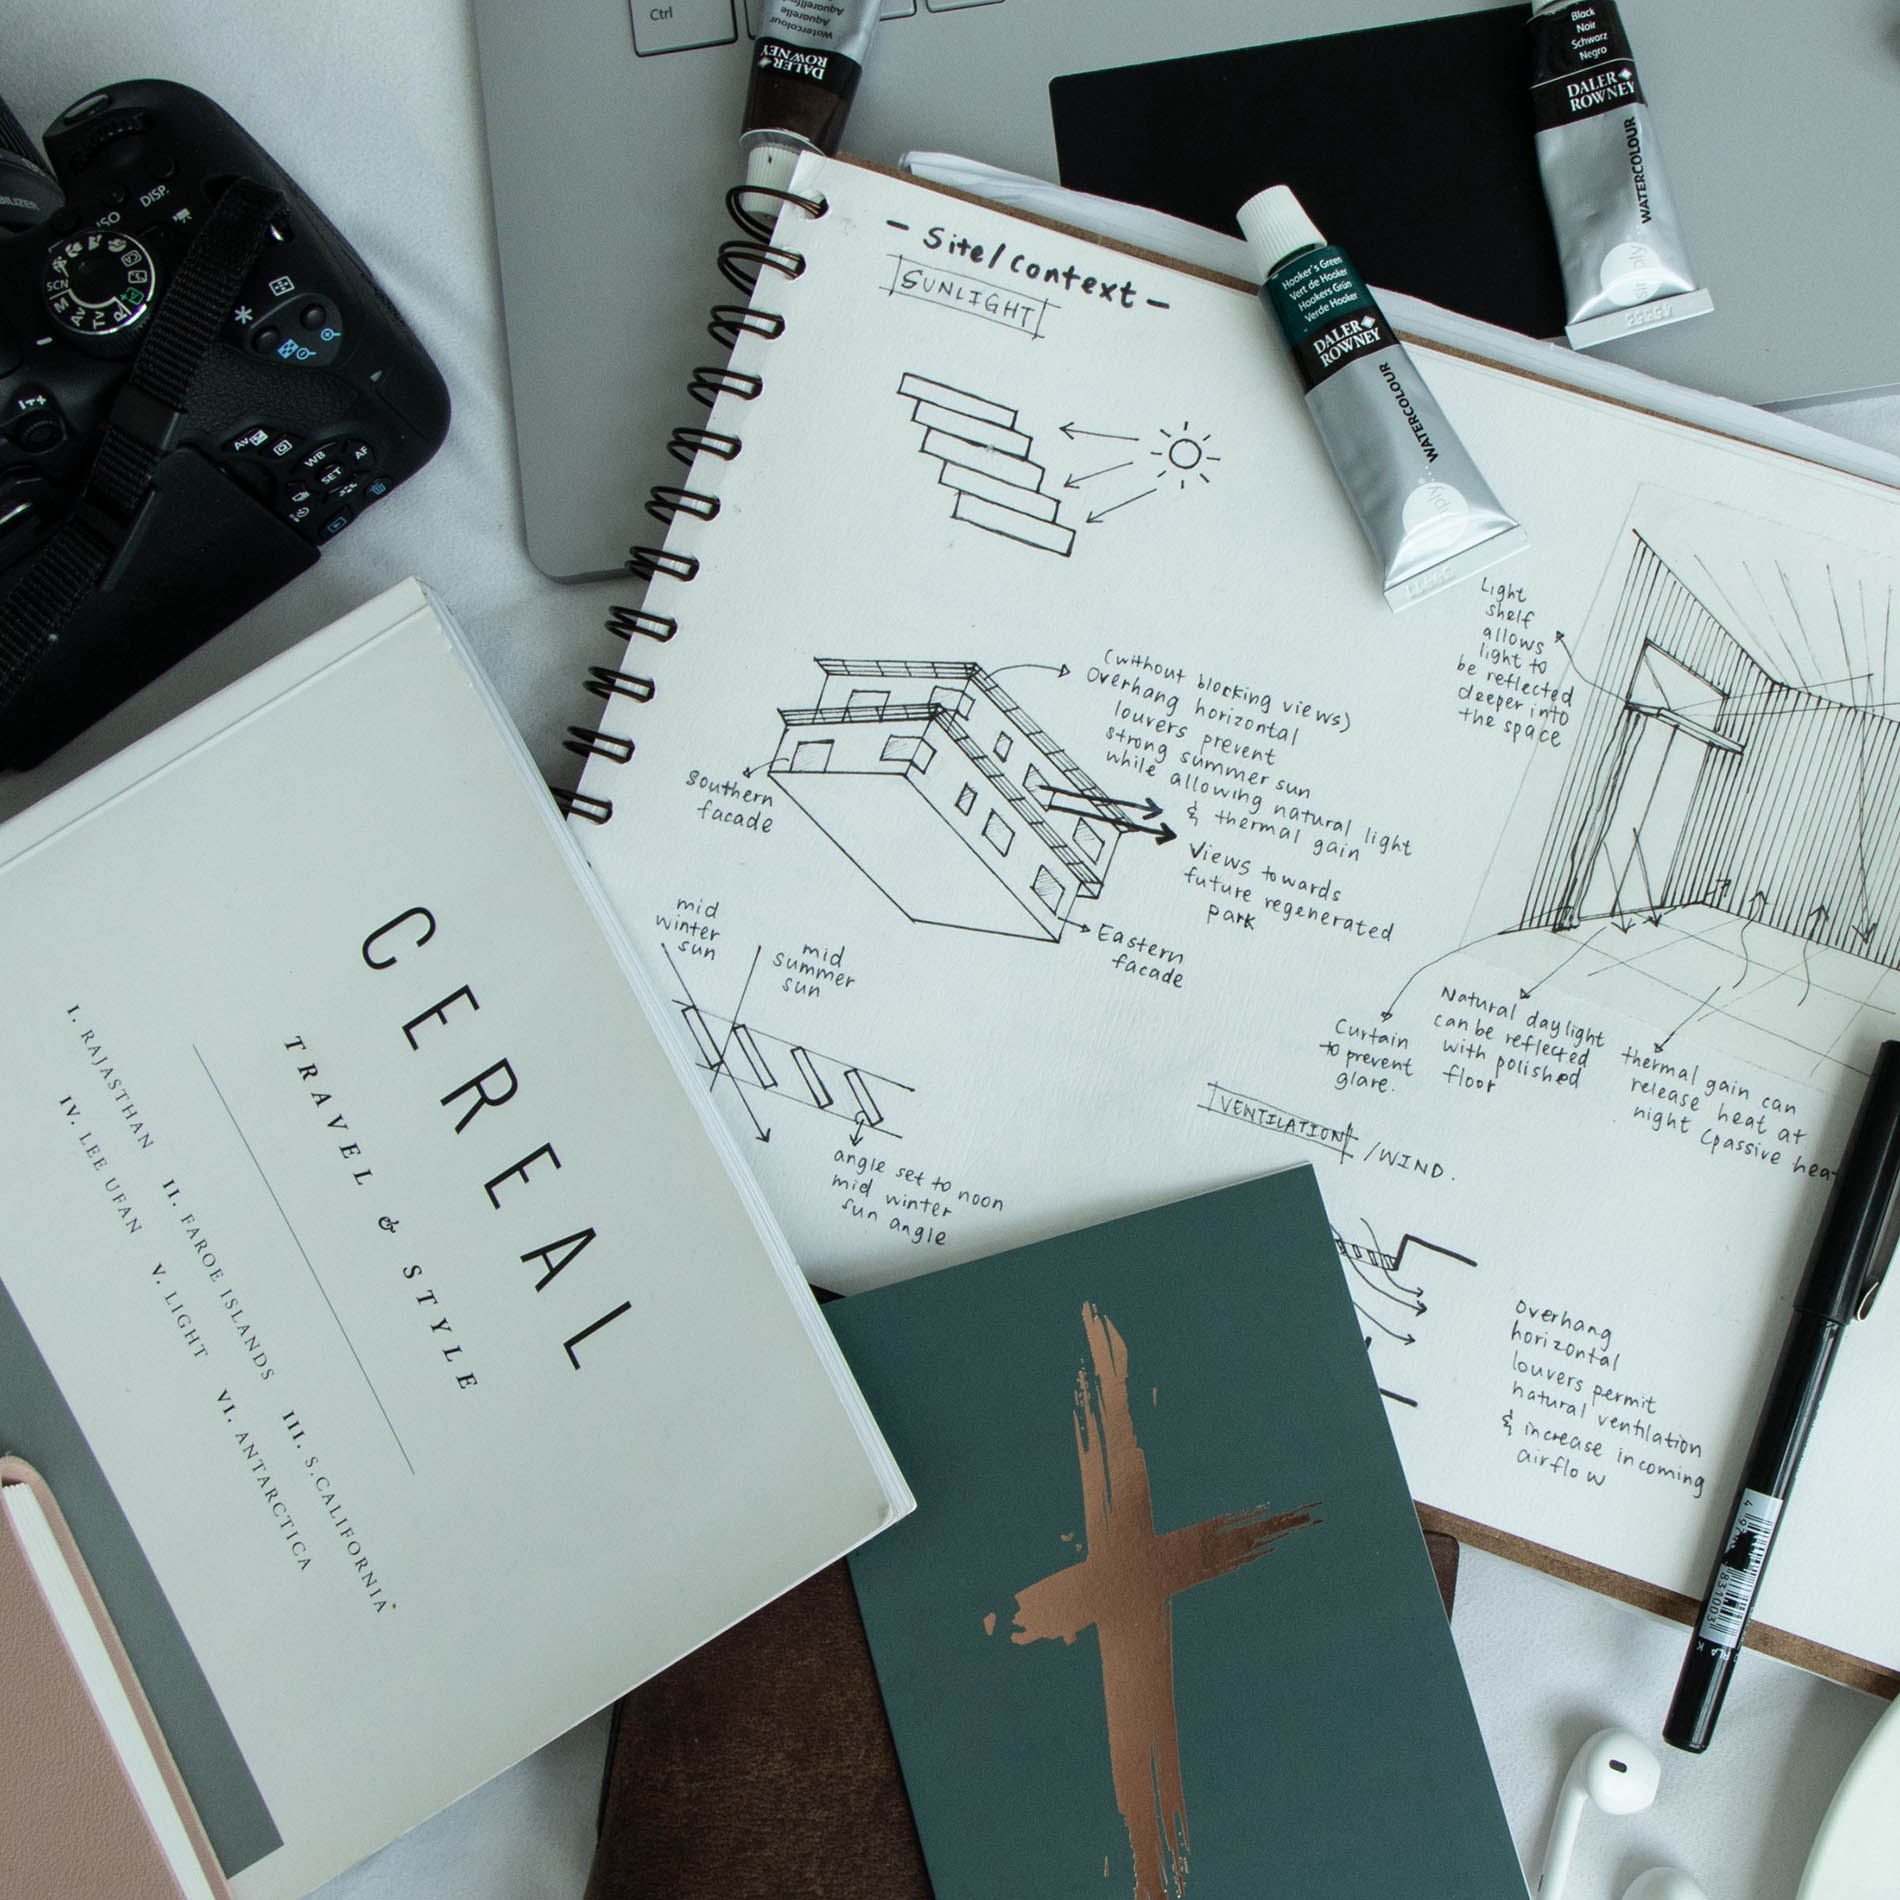 Ctrl
Watercolour
Aquarelle
DALER
ROWNEY
Black
Noir
Schwarz
Negro
DALER
ROWNEY
WATERCOLOUR
simply
ISO
DISP.
SCN
M
Av
Tv
P
Av
WB
AF
SET
- Site/context -
SUNLIGHT
Hooker's Green
Vert de Hooker
Hookers Grün
Verde Hooker
DALER
ROWNEY
WATERCOLOUR
Light
shelf
allows
light to
be reflected
deeper into
the space
(without blocking views)
Overhang horizontal
louvers prevent
strong summer sun
while allowing natural light
& thermal gain
Southern
facade
Views towards
future regenerated
park
Eastern
facade
mid
winter
sun
mid
summer
sun
angle set to noon
mid winter
sun angle
Curtain
to prevent
glare.
Natural daylight
can be reflected
with polished
floor
thermal gain can
release heat at
night (passive heat
VENTILATION /WIND.
Overhang
horizontal
louvers permit
natural ventilation
& increase incoming
airflow
CEREAL
TRAVEL & STYLE
I. RAJASTHAN II. FAROE ISLANDS III. S.CALIFORNIA
IV. LEE UFAN V. LIGHT VI. ANTARCTICA